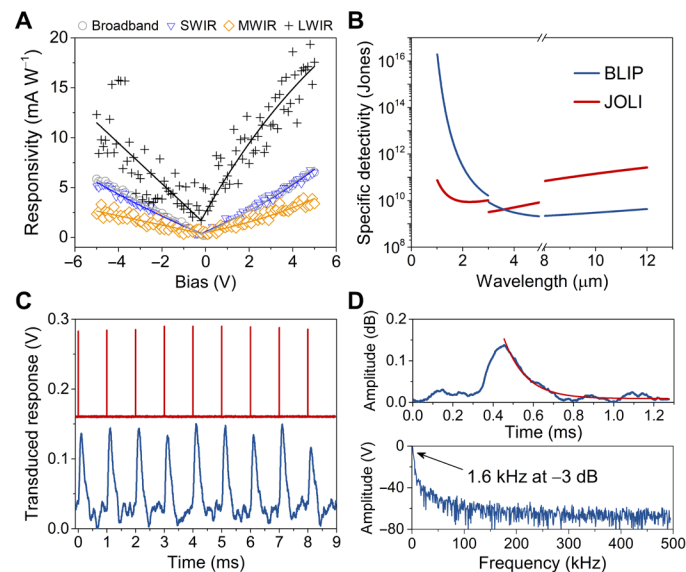 A
Broadband SWIR MWIR LWIR
Responsivity (mA W⁻¹)
20
15
10
5
0
−6 −4 −2 0 2 4 6
Bias (V)
B
Specific detectivity (Jones)
10¹⁶
10¹⁴
10¹²
10¹⁰
10⁸
BLIP
JOLI
0 2 4 8 10 12
Wavelength (μm)
C
Transduced response (V)
0.3
0.2
0.1
0.0
0 1 2 3 4 5 6 7 8 9
Time (ms)
D
Amplitude (dB)
0.2
0.1
0.0
0.0 0.2 0.4 0.6 0.8 1.0 1.2
Time (ms)
Amplitude (V)
0
−40
−80
1.6 kHz at −3 dB
0 100 200 300 400 500
Frequency (kHz)